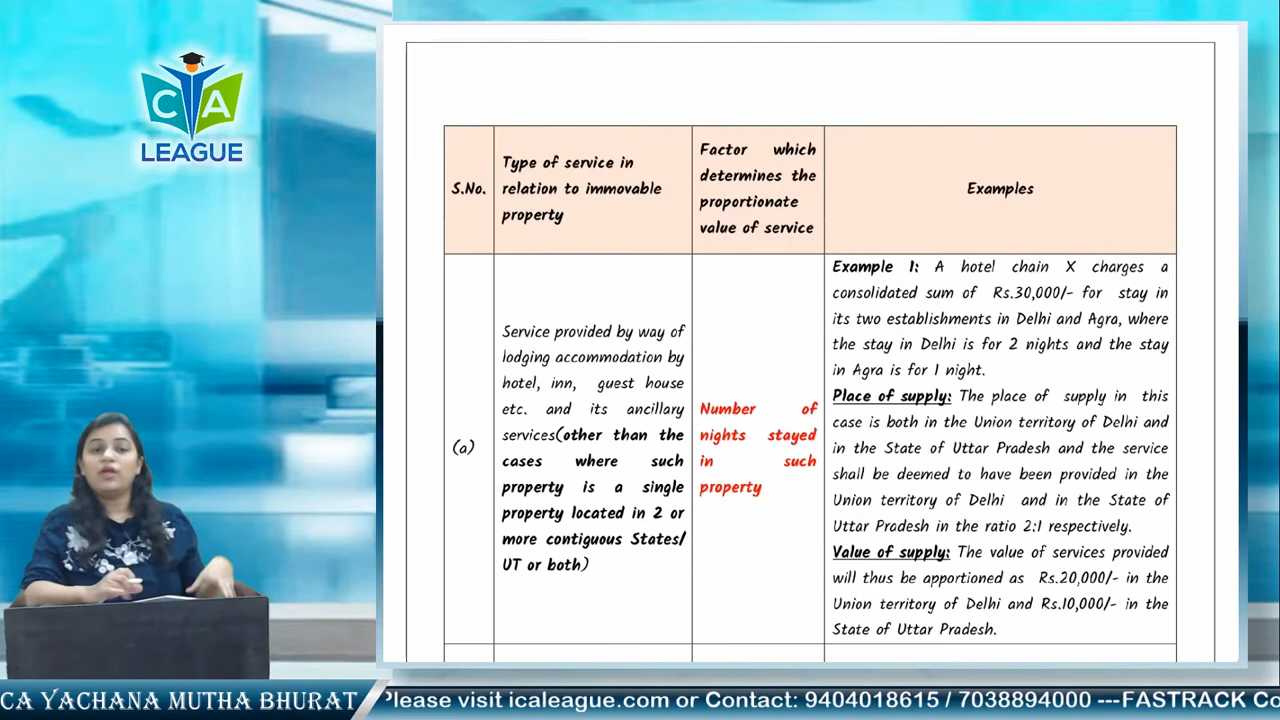 CA
LEAGUE
S.No.
Type of service in
relation to immovable
property
Factor which
determines the
proportionate
value of service
Examples
(a)
Service provided by way of
lodging accommodation by
hotel, inn, guest house
etc. and its ancillary
services(other than the
cases where such
property is a single
property located in 2 or
more contiguous States/
UT or both)
Number of
nights stayed
in such
property
Example 1: A hotel chain X charges a
consolidated sum of Rs.30,000/- for stay in
its two establishments in Delhi and Agra, where
the stay in Delhi is for 2 nights and the stay
in Agra is for 1 night.
Place of supply: The place of supply in this
case is both in the Union territory of Delhi and
in the State of Uttar Pradesh and the service
shall be deemed to have been provided in the
Union territory of Delhi and in the State of
Uttar Pradesh in the ratio 2:1 respectively.
Value of supply: The value of services provided
will thus be apportioned as Rs.20,000/- in the
Union territory of Delhi and Rs.10,000/- in the
State of Uttar Pradesh.
CA YACHANA MUTHA BHURAT
Please visit icaleague.com or Contact: 9404018615 / 7038894000 ---FASTRACK Co